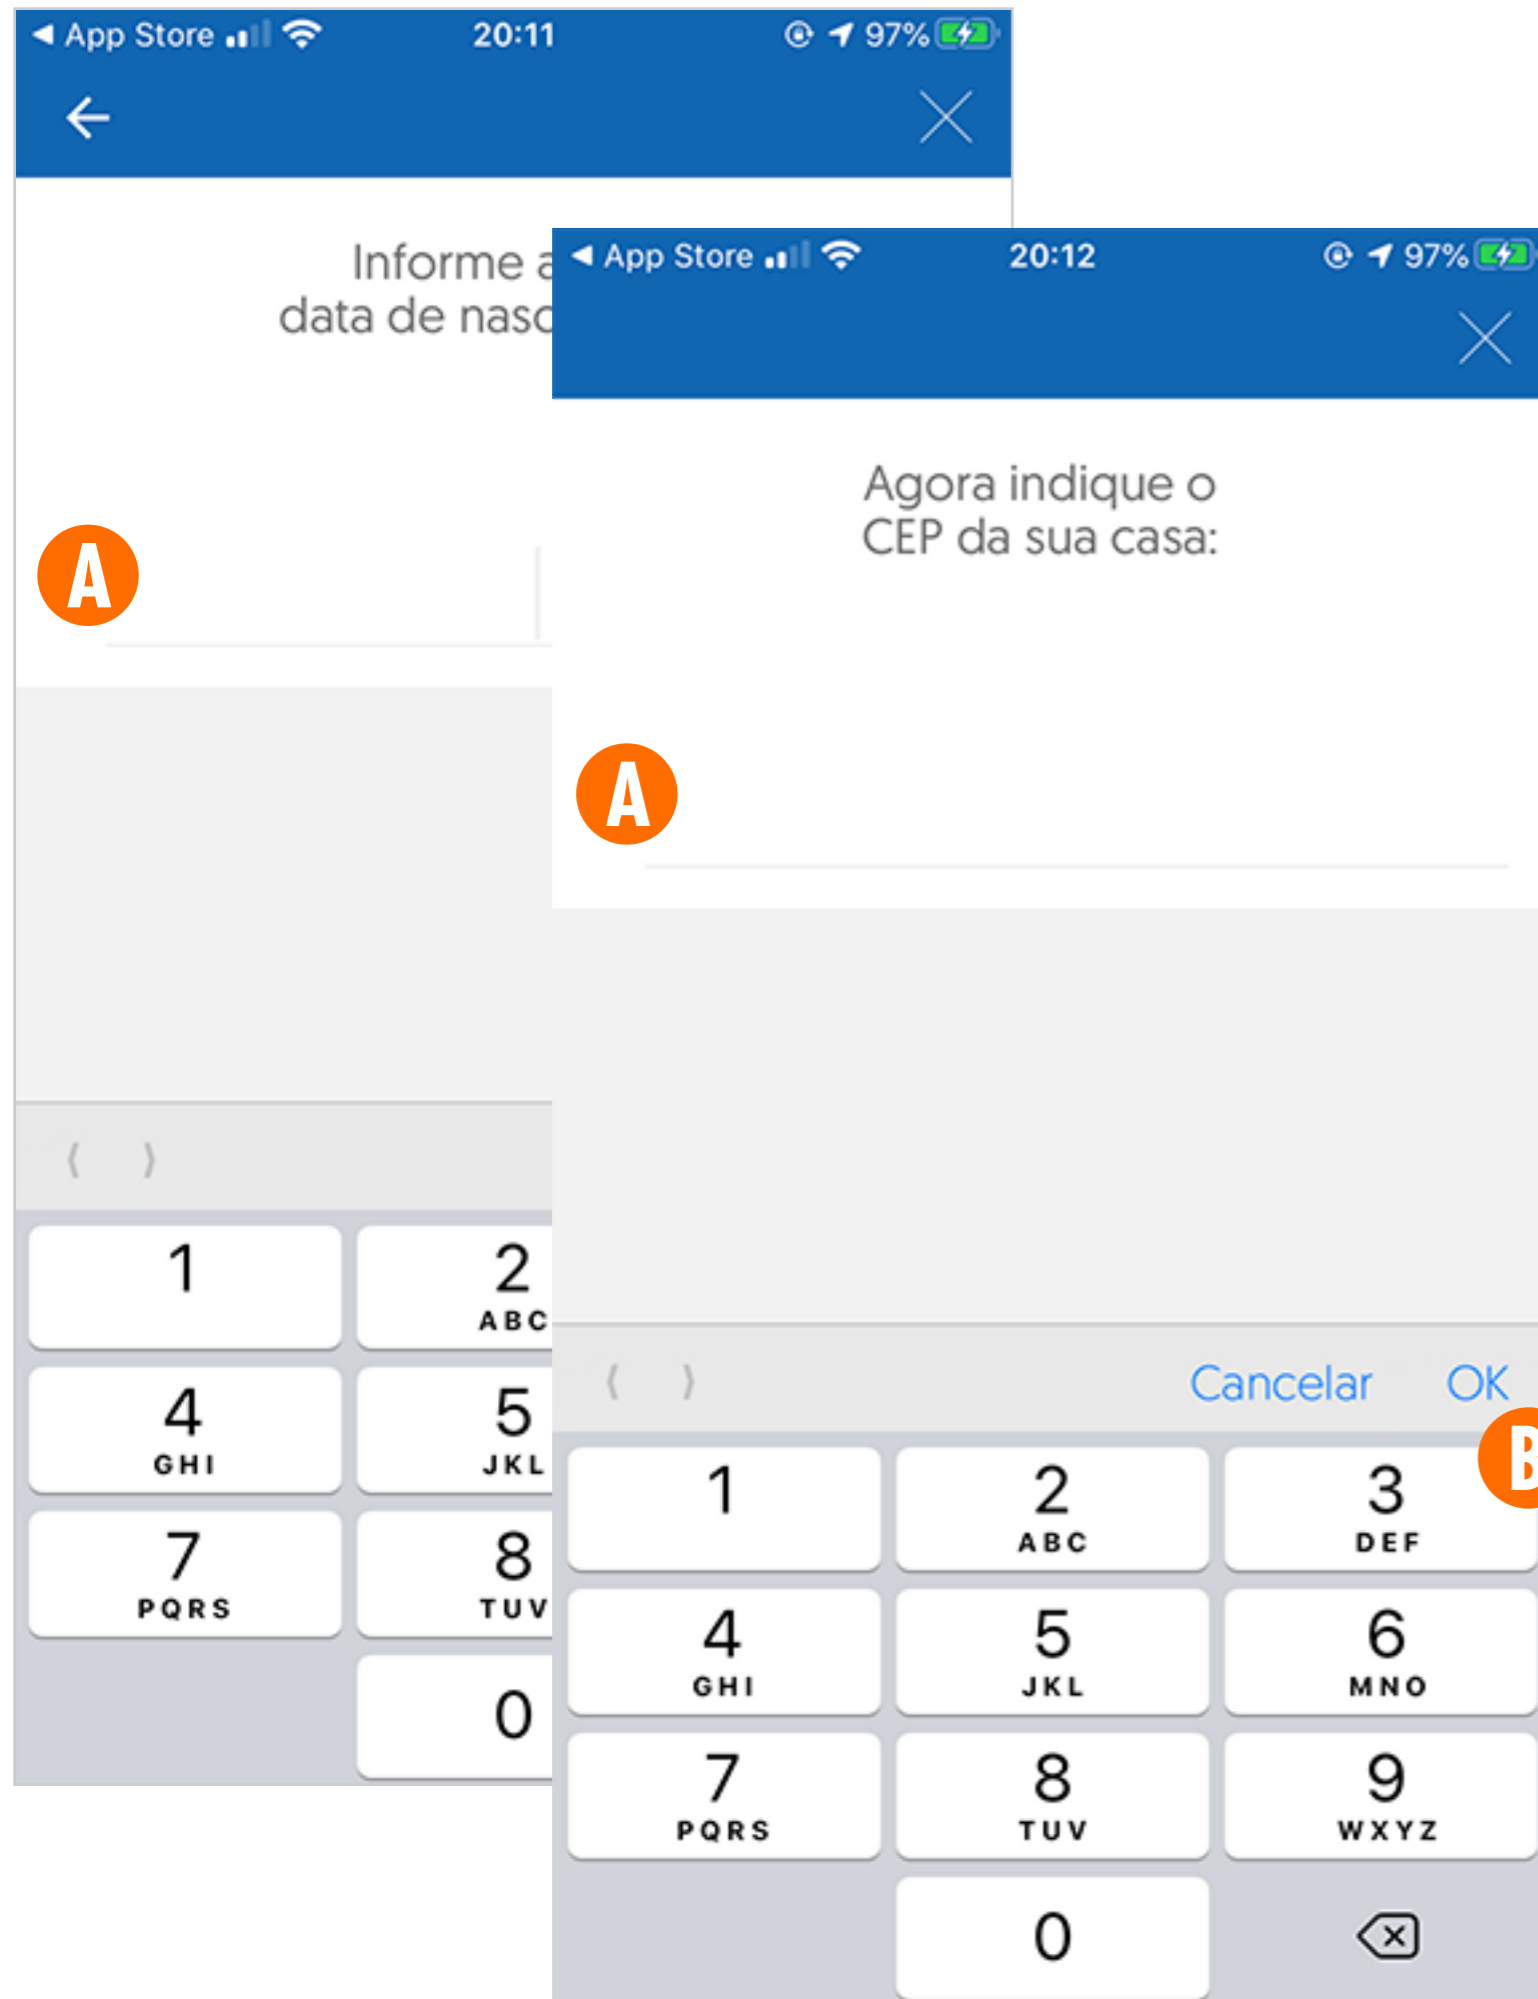 App Store 20:11 97%
Informe a
data de nasc
A
1 2
ABC
4 5
GHI JKL
7 8
PQRS TUV
0
App Store 20:12 97%
Agora indique o
CEP da sua casa:
A
Cancelar OK
B
1 2 3
ABC DEF
4 5 6
GHI JKL MNO
7 8 9
PQRS TUV WXYZ
0